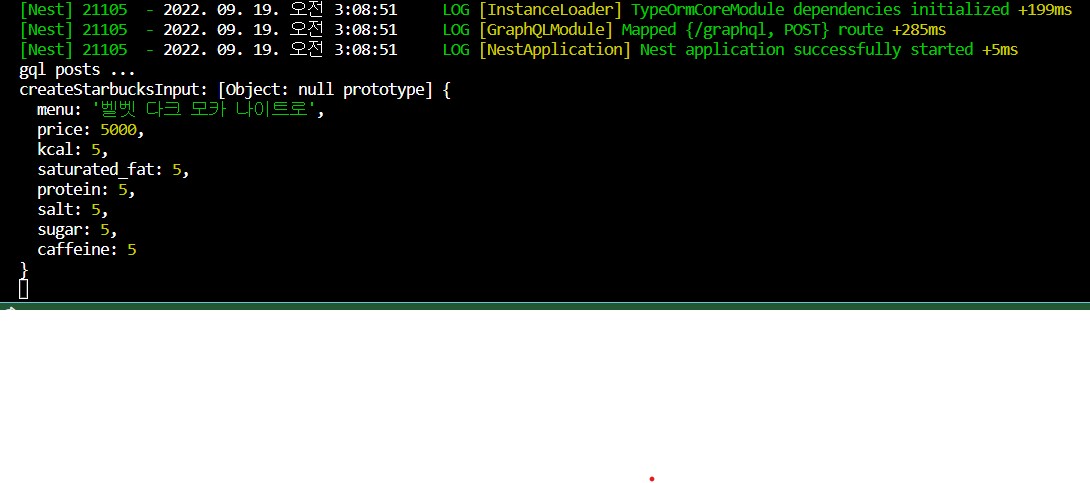 [Nest] 21105  - 2022. 09. 19. 오전 3:08:51     LOG [InstanceLoader] TypeOrmCoreModule dependencies initialized +199ms
[Nest] 21105  - 2022. 09. 19. 오전 3:08:51     LOG [GraphQLModule] Mapped {/graphql, POST} route +285ms
[Nest] 21105  - 2022. 09. 19. 오전 3:08:51     LOG [NestApplication] Nest application successfully started +5ms
gql posts ...
createStarbucksInput: [Object: null prototype] {
  menu: '벨벳 다크 모카 나이트로',
  price: 5000,
  kcal: 5,
  saturated_fat: 5,
  protein: 5,
  salt: 5,
  sugar: 5,
  caffeine: 5
}